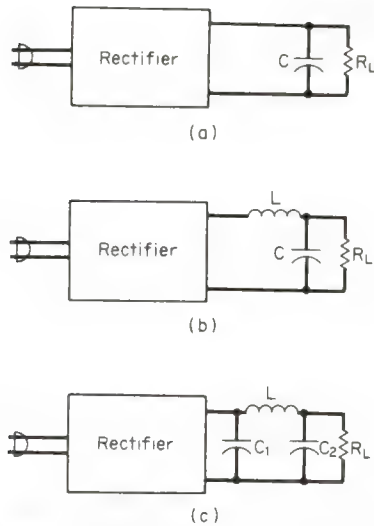 Rectifier
C
R_L
(a)
L
Rectifier
C
R_L
(b)
L
Rectifier
C_1
C_2
R_L
(c)